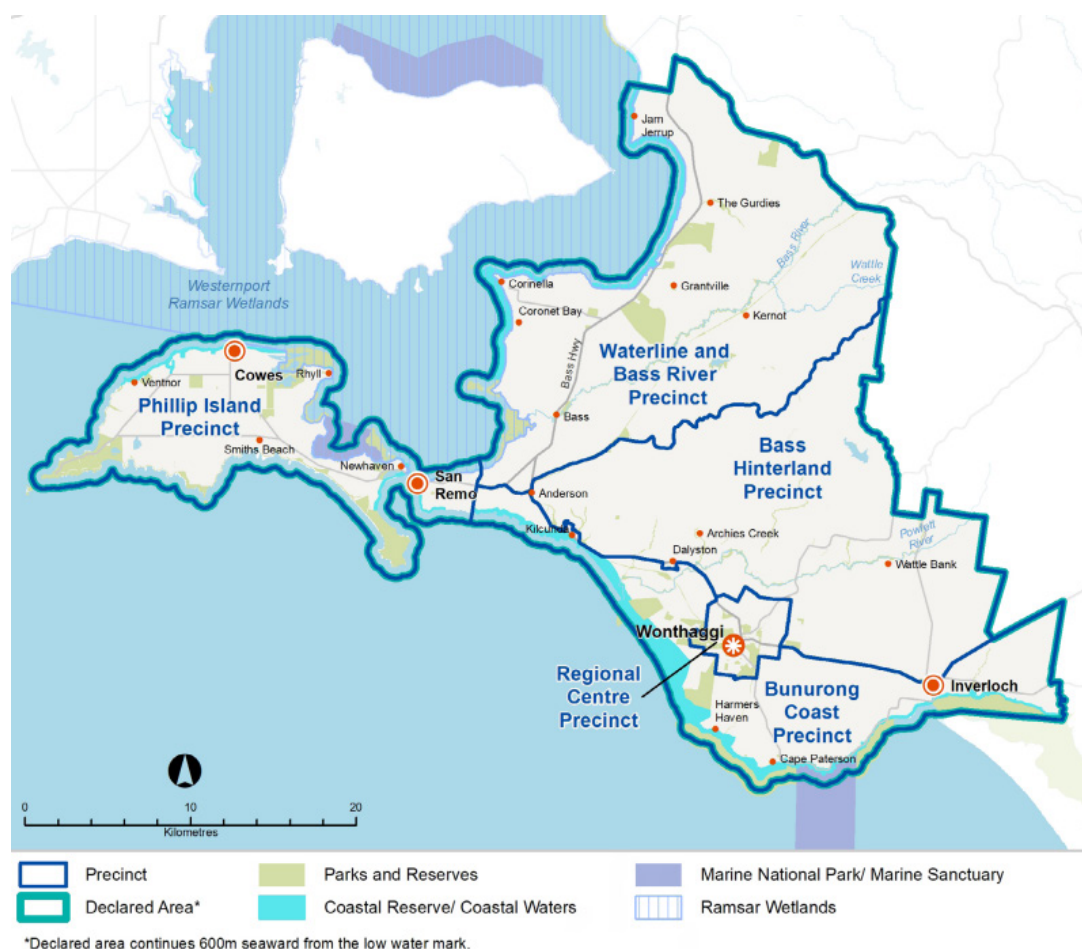 Jam
Jerrup
The Gurdies
Bass River
Wattle
Creek
Westernport
Ramsar Wetlands
Corinella
Grantville
Coronet Bay
Kernot
Bass Hwy
Waterline and
Bass River
Precinct
Cowes
Rhyll
Ventnor
Phillip Island
Precinct
Smiths Beach
Bass
Bass
Hinterland
Precinct
Newhaven
San
Remo
Anderson
Kilcunda
Archies Creek
Dalyston
Powlett
River
Wattle Bank
Wonthaggi
Regional
Centre
Precinct
Bunurong
Coast
Precinct
Inverloch
Harmers
Haven
Cape Paterson
0 10 20
Kilometres
Precinct
Parks and Reserves
Marine National Park/ Marine Sanctuary
Declared Area*
Coastal Reserve/ Coastal Waters
Ramsar Wetlands
*Declared area continues 600m seaward from the low water mark.